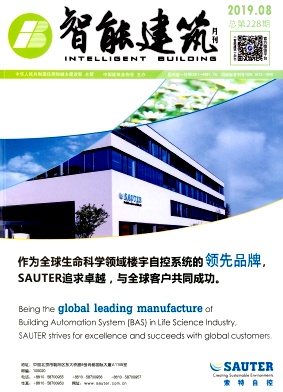 智能建筑
月刊
INTELLIGENT BUILDING
2019.08
总第228期
SAUTER
作为全球生命科学领域楼宇自控系统的领先品牌，
SAUTER追求卓越，与全球客户共同成功。
Being the global leading manufacture of
Building Automation System (BAS) in Life Science Industry,
SAUTER strives for excellence and succeeds with global customers.
SAUTER
Creating Sustainable Environments.
索特自控